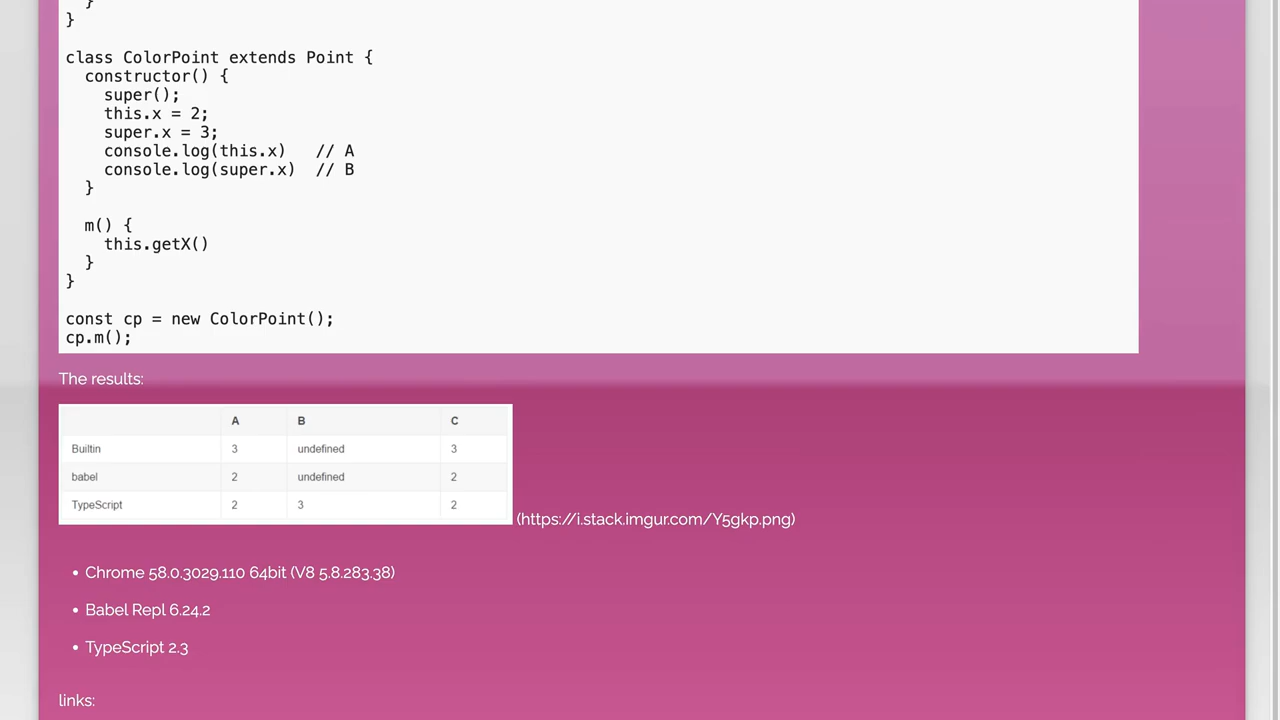 }
}
class ColorPoint extends Point {
constructor() {
super();
this.x = 2;
super.x = 3;
console.log(this.x)   // A
console.log(super.x)  // B
}
m() {
this.getX()
}
}
const cp = new ColorPoint();
cp.m();
The results:
A B C
Builtin 3 undefined 3
babel 2 undefined 2
TypeScript 2 3 2
(https://i.stack.imgur.com/Y5gkp.png)
• Chrome 58.0.3029.110 64bit (V8 5.8.283.38)
• Babel Repl 6.24.2
• TypeScript 2.3
links: